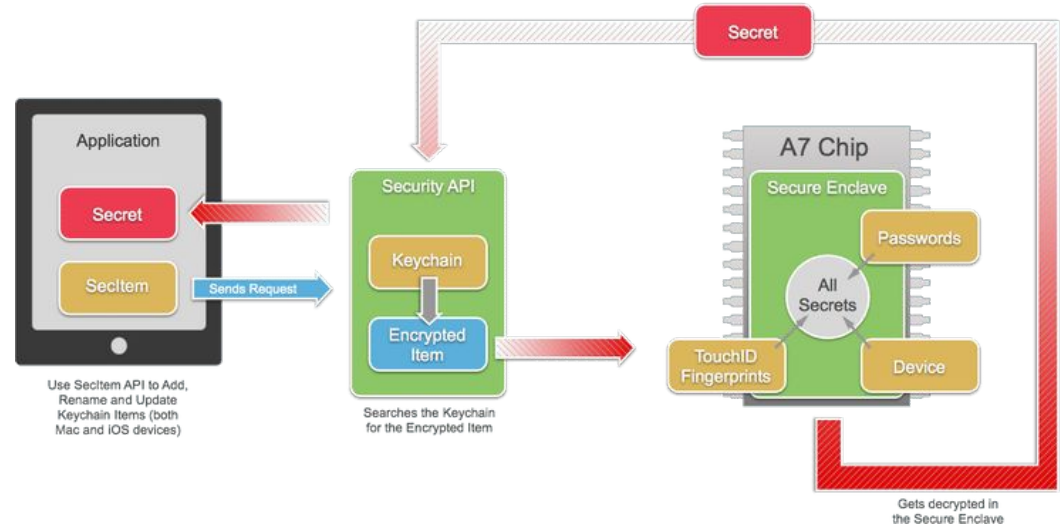 Secret
Application
Secret
SecItem
Sends Request
Use SecItem API to Add,
Rename and Update
Keychain Items (both
Mac and iOS devices)
Security API
Keychain
Encrypted
Item
Searches the Keychain
for the Encrypted Item
A7 Chip
Secure Enclave
Passwords
All
Secrets
TouchID
Fingerprints
Device
Gets decrypted in
the Secure Enclave